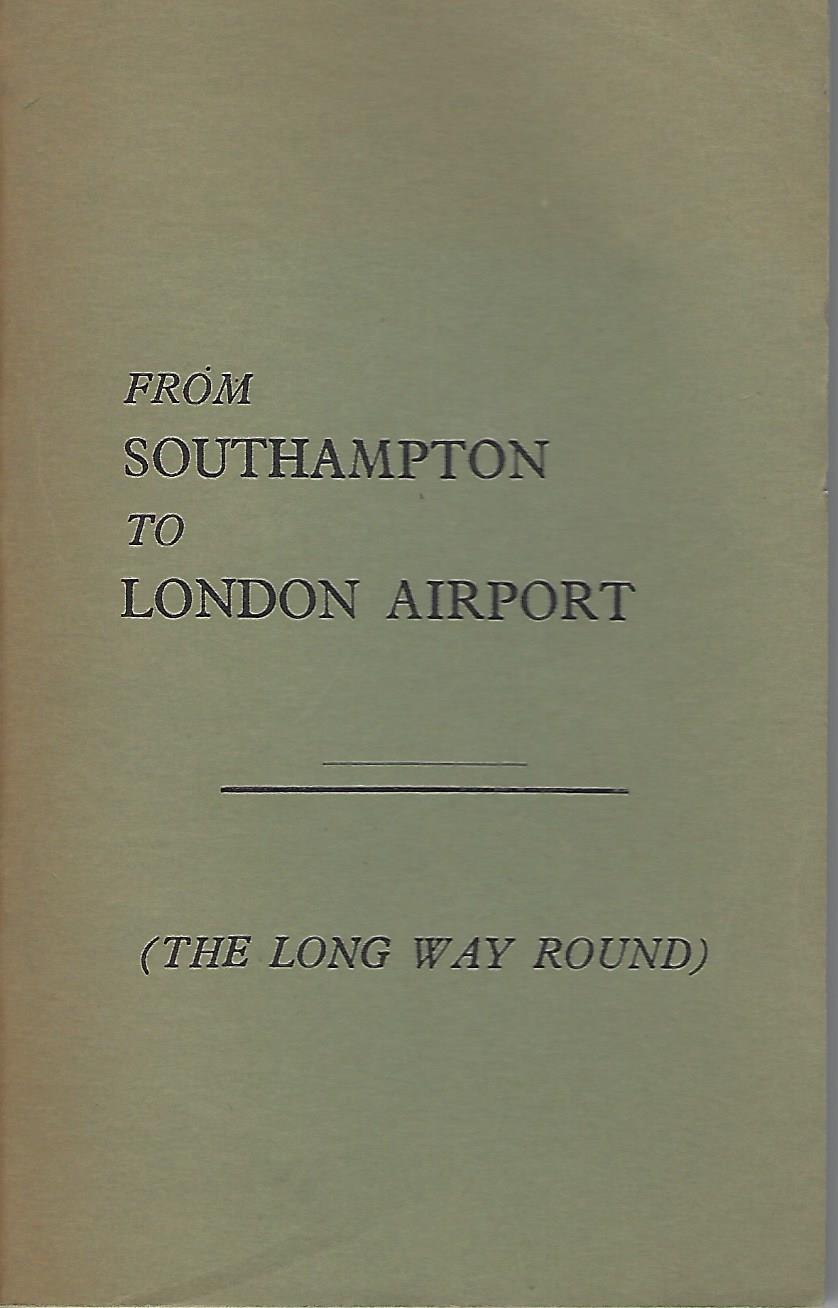 FROM
SOUTHAMPTON
TO
LONDON AIRPORT
(THE LONG WAY ROUND)